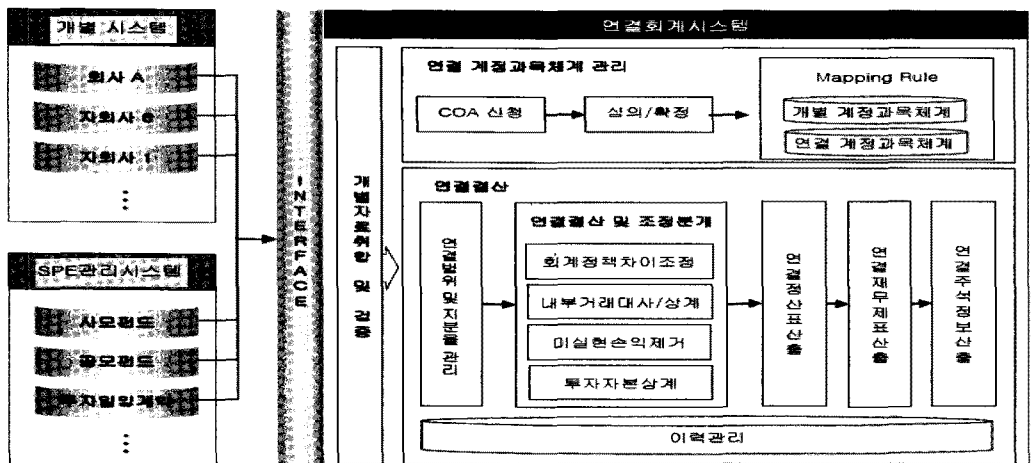 개별 시스템
회사 A
자회사 e
자회사 f
SPE관리시스템
사모펀드
공모펀드
투자일임계약
INTERFACE
연결회계시스템
개별자료취합 및 검증
연결 계정과목체계 관리
COA 신청
심의/확정
Mapping Rule
개별 계정과목체계
연결 계정과목체계
연결결산
연결범위 및 지분율 관리
연결결산 및 조정분개
회계정책차이조정
내부거래대사/상계
미실현손익제거
투자자본상계
연결정산표산출
연결재무제표산출
연결주석정보산출
이력관리